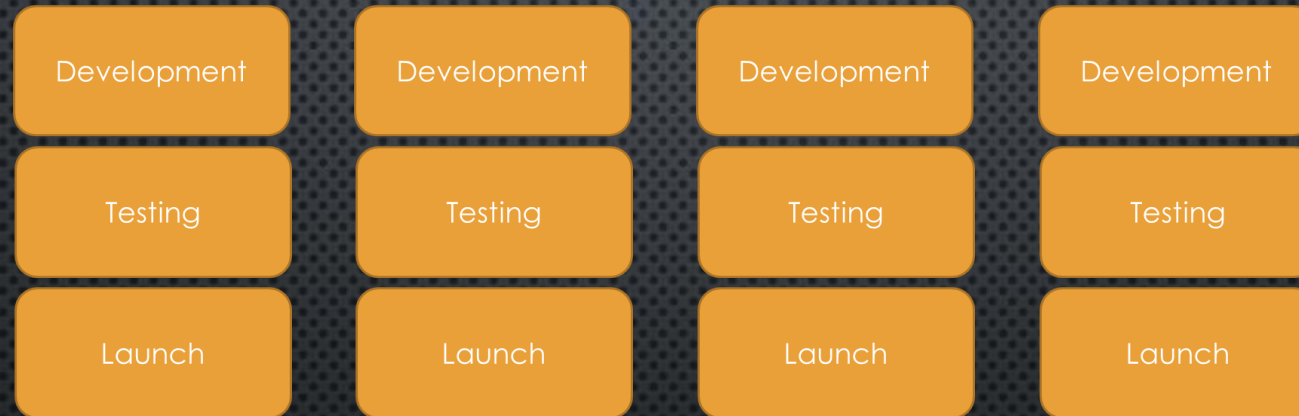 Development Development Development Development
Testing Testing Testing Testing
Launch Launch Launch Launch